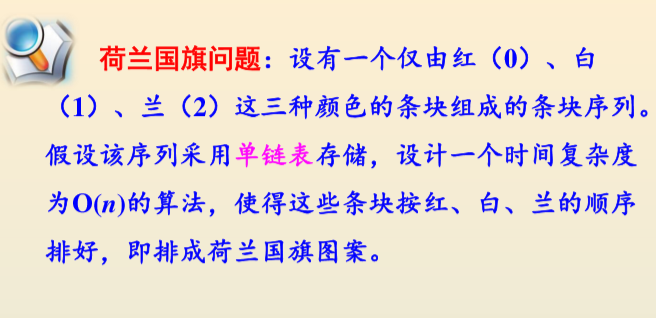 荷兰国旗问题：设有一个仅由红（0）、白
（1）、兰（2）这三种颜色的条块组成的条块序列。
假设该序列采用单链表存储，设计一个时间复杂度
为O(n)的算法，使得这些条块按红、白、兰的顺序
排好，即排成荷兰国旗图案。